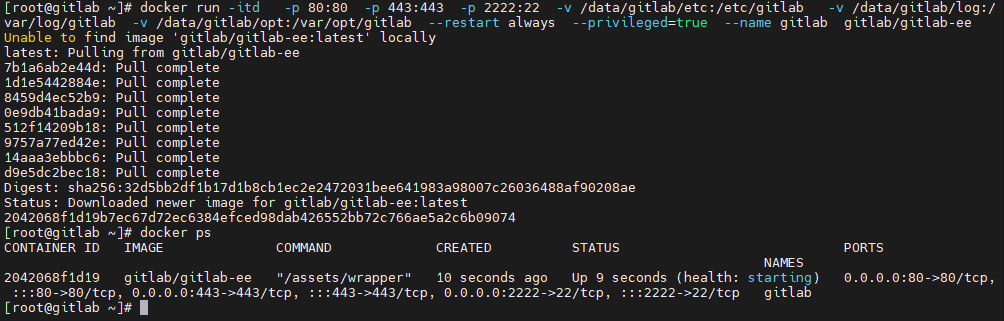 [root@gitlab ~]# docker run -itd  -p 80:80  -p 443:443  -p 2222:22  -v /data/gitlab/etc:/etc/gitlab   -v /data/gitlab/log:/
var/log/gitlab  -v /data/gitlab/opt:/var/opt/gitlab  --restart always  --privileged=true  --name gitlab  gitlab/gitlab-ee
Unable to find image 'gitlab/gitlab-ee:latest' locally
latest: Pulling from gitlab/gitlab-ee
7b1a6ab2e44d: Pull complete
1d1e5442884e: Pull complete
8459d4ec52b9: Pull complete
0e9db41bada9: Pull complete
512f14209b18: Pull complete
9757a77ed42e: Pull complete
14aaa3ebbbc6: Pull complete
d9e5dc2bec18: Pull complete
Digest: sha256:32d5bb2df1b17d1b8cb1ec2e2472031bee641983a98007c26036488af90208ae
Status: Downloaded newer image for gitlab/gitlab-ee:latest
2042068f1d19b7ec67d72ec6384efced98dab426552bb72c766ae5a2c6b09074
[root@gitlab ~]# docker ps
CONTAINER ID   IMAGE              COMMAND             CREATED          STATUS                             PORTS
NAMES
2042068f1d19   gitlab/gitlab-ee   "/assets/wrapper"   10 seconds ago   Up 9 seconds (health: starting)   0.0.0.0:80->80/tcp,
:::80->80/tcp, 0.0.0.0:443->443/tcp, :::443->443/tcp, 0.0.0.0:2222->22/tcp, :::2222->22/tcp   gitlab
[root@gitlab ~]#